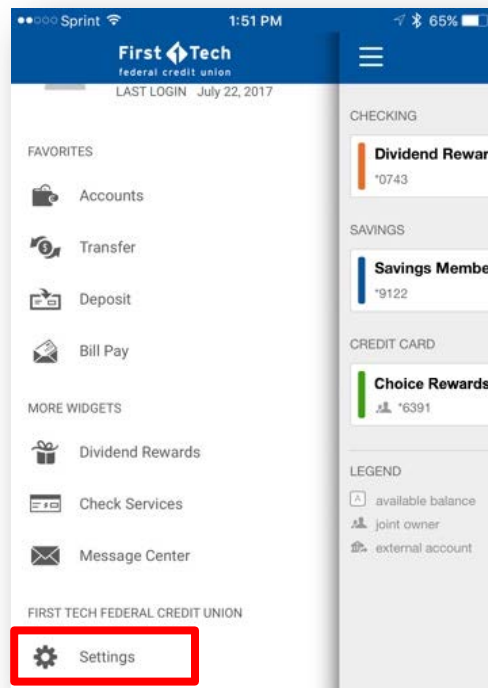 Sprint 1:51 PM 65%
First Tech
federal credit union
LAST LOGIN July 22, 2017
FAVORITES
Accounts
Transfer
Deposit
Bill Pay
MORE WIDGETS
Dividend Rewards
Check Services
Message Center
FIRST TECH FEDERAL CREDIT UNION
Settings
CHECKING
Dividend Rewar
*0743
SAVINGS
Savings Membe
*9122
CREDIT CARD
Choice Rewards
*6391
LEGEND
A available balance
joint owner
external account